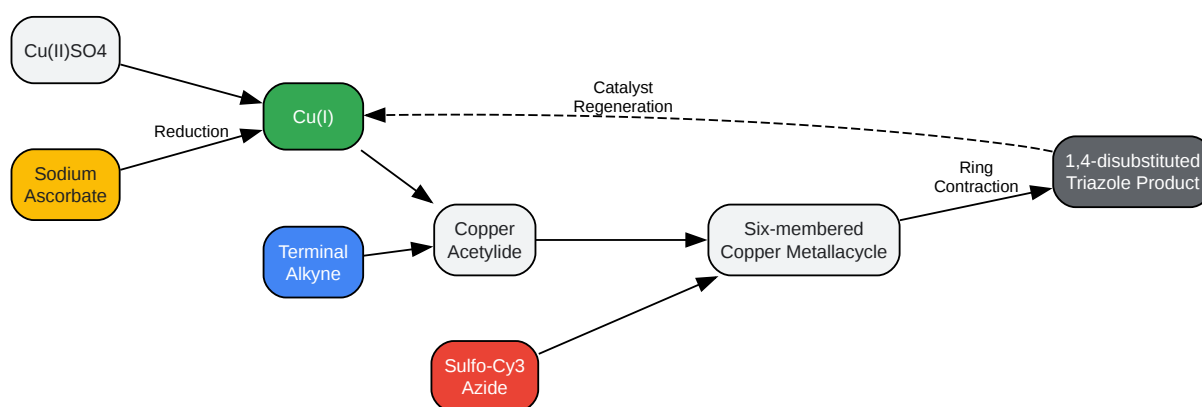 Cu(II)SO4
Sodium
Ascorbate
Reduction
Cu(I)
Terminal
Alkyne
Copper
Acetylide
Sulfo-Cy3
Azide
Catalyst
Regeneration
Six-membered
Copper Metallacycle
Ring
Contraction
1,4-disubstituted
Triazole Product